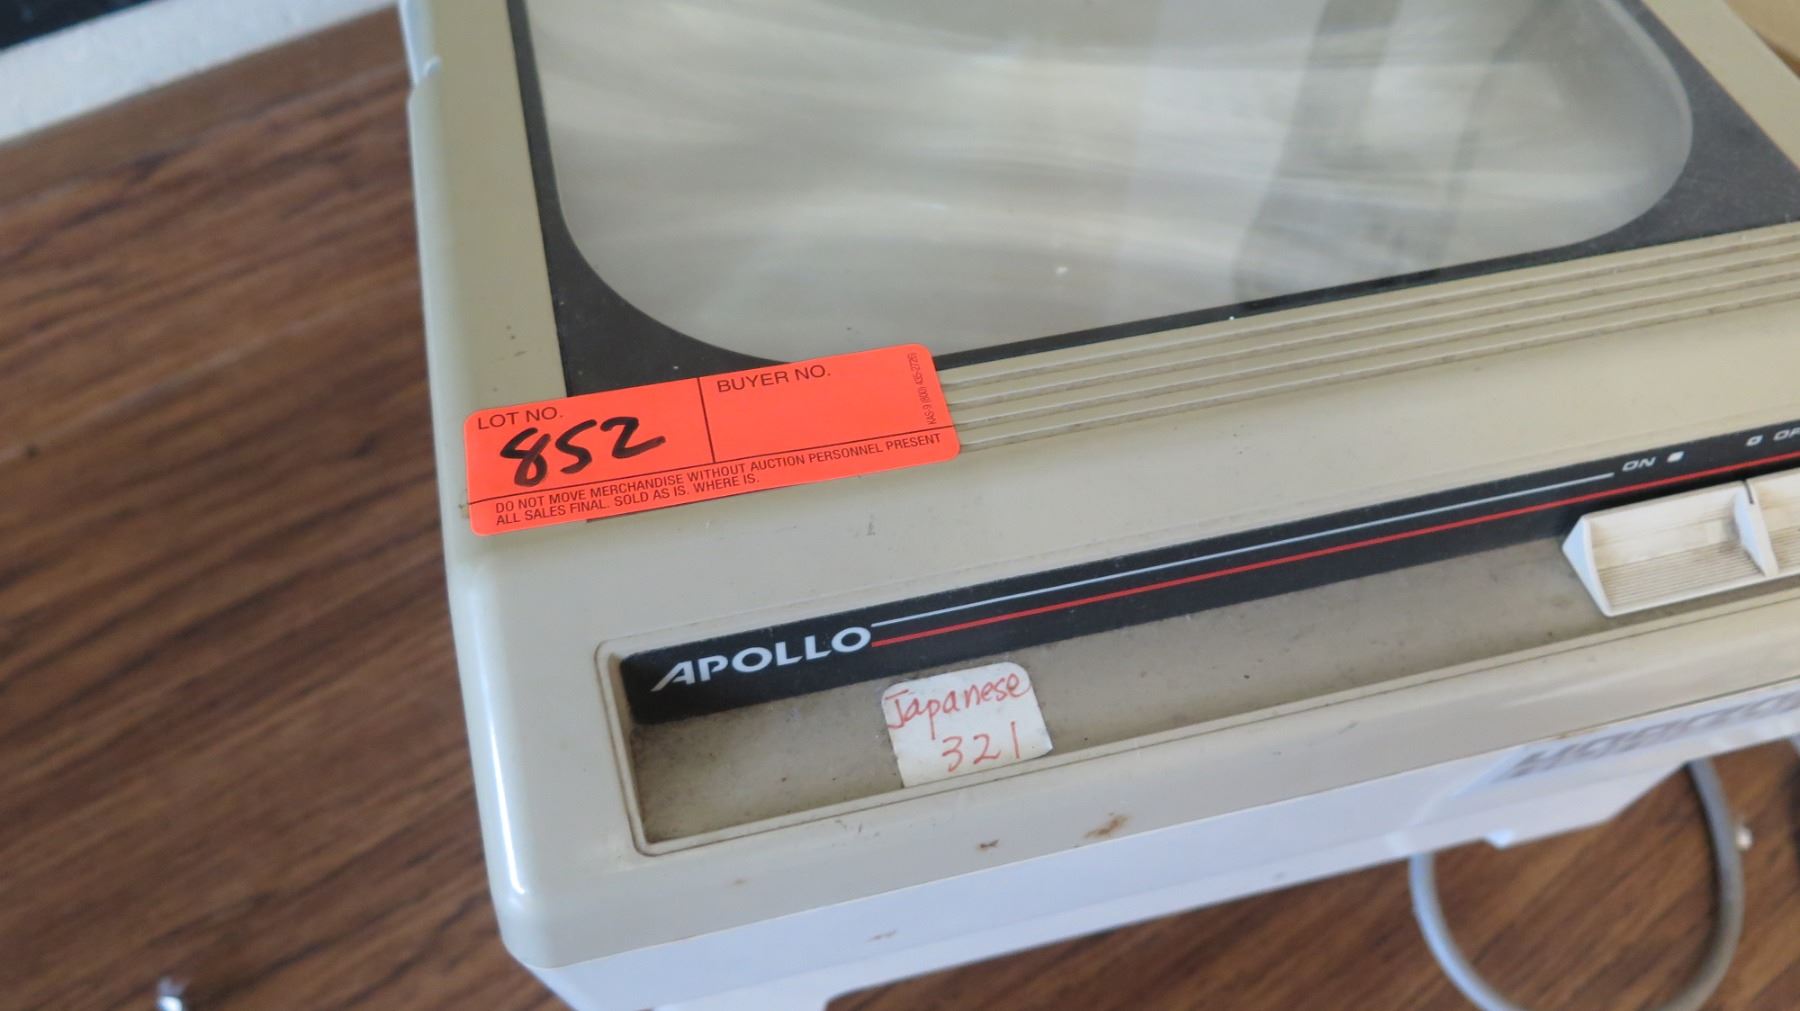 LOT NO.
852
BUYER NO.
DO NOT MOVE MERCHANDISE WITHOUT AUCTION PERSONNEL PRESENT
ALL SALES FINAL. SOLD AS IS. WHERE IS.
ON
APOLLO
Japanese
321